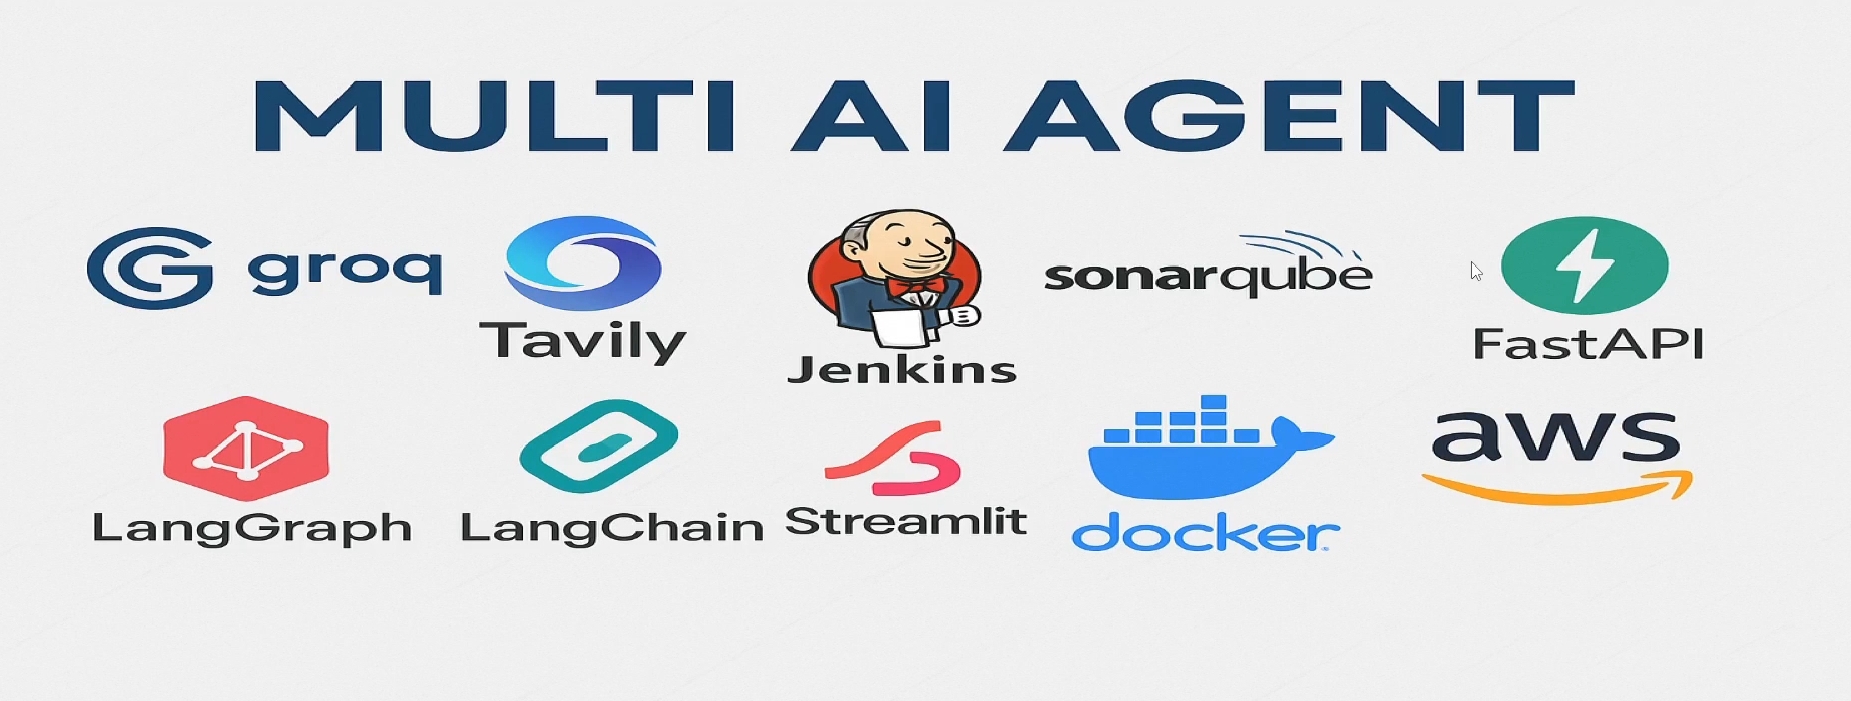 MULTI AI AGENT
groq
Tavily
Jenkins
sonarqube
FastAPI
LangGraph
LangChain
Streamlit
docker
aws